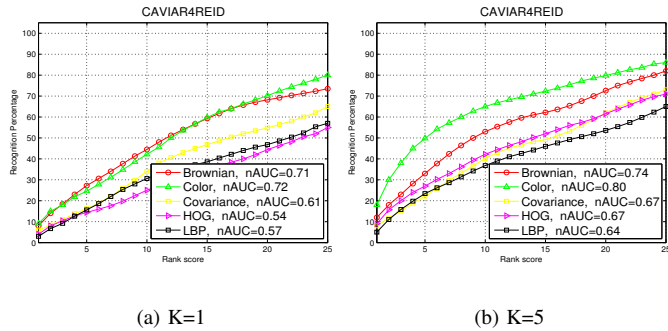 CAVIAR4REID
100
90
80
70
60
50
40
30
20
10
0
5
10
15
20
25
Recognition Percentage
Rank score
Brownian, nAUC=0.71
Color, nAUC=0.72
Covariance, nAUC=0.61
HOG, nAUC=0.54
LBP, nAUC=0.57
(a) K=1
CAVIAR4REID
100
90
80
70
60
50
40
30
20
10
0
5
10
15
20
25
Recognition Percentage
Rank score
Brownian, nAUC=0.74
Color, nAUC=0.80
Covariance, nAUC=0.67
HOG, nAUC=0.67
LBP, nAUC=0.64
(b) K=5